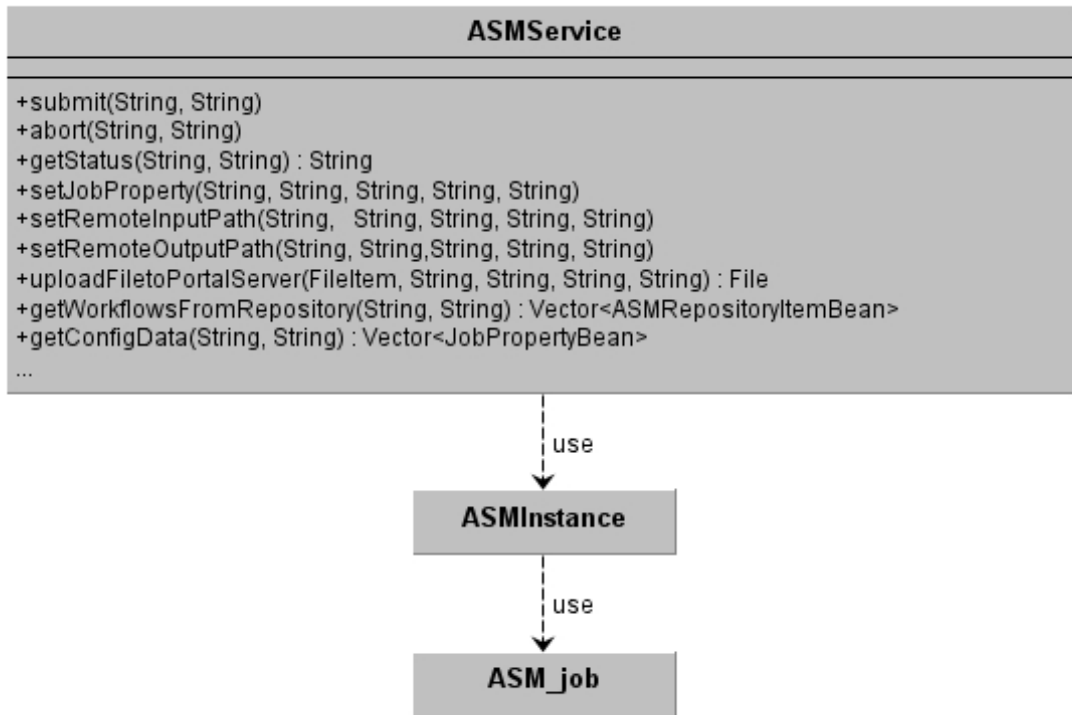 ASMService
+submit(String, String)
+abort(String, String)
+getStatus(String, String) : String
+setJobProperty(String, String, String, String, String)
+setRemoteInputPath(String,   String, String, String, String)
+setRemoteOutputPath(String, String,String, String, String)
+uploadFiletoPortalServer(FileItem, String, String, String, String) : File
+getWorkflowsFromRepository(String, String) : Vector<ASMRepositoryItemBean>
+getConfigData(String, String) : Vector<JobPropertyBean>
...
use
ASMInstance
use
ASM_job